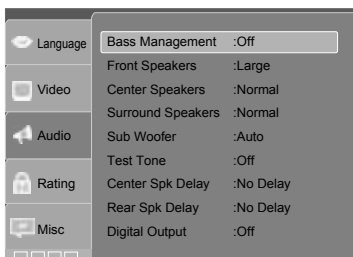 Language
Video
Audio
Rating
Misc
Bass Management :Off
Front Speakers :Large
Center Speakers :Normal
Surround Speakers :Normal
Sub Woofer :Auto
Test Tone :Off
Center Spk Delay :No Delay
Rear Spk Delay :No Delay
Digital Output :Off